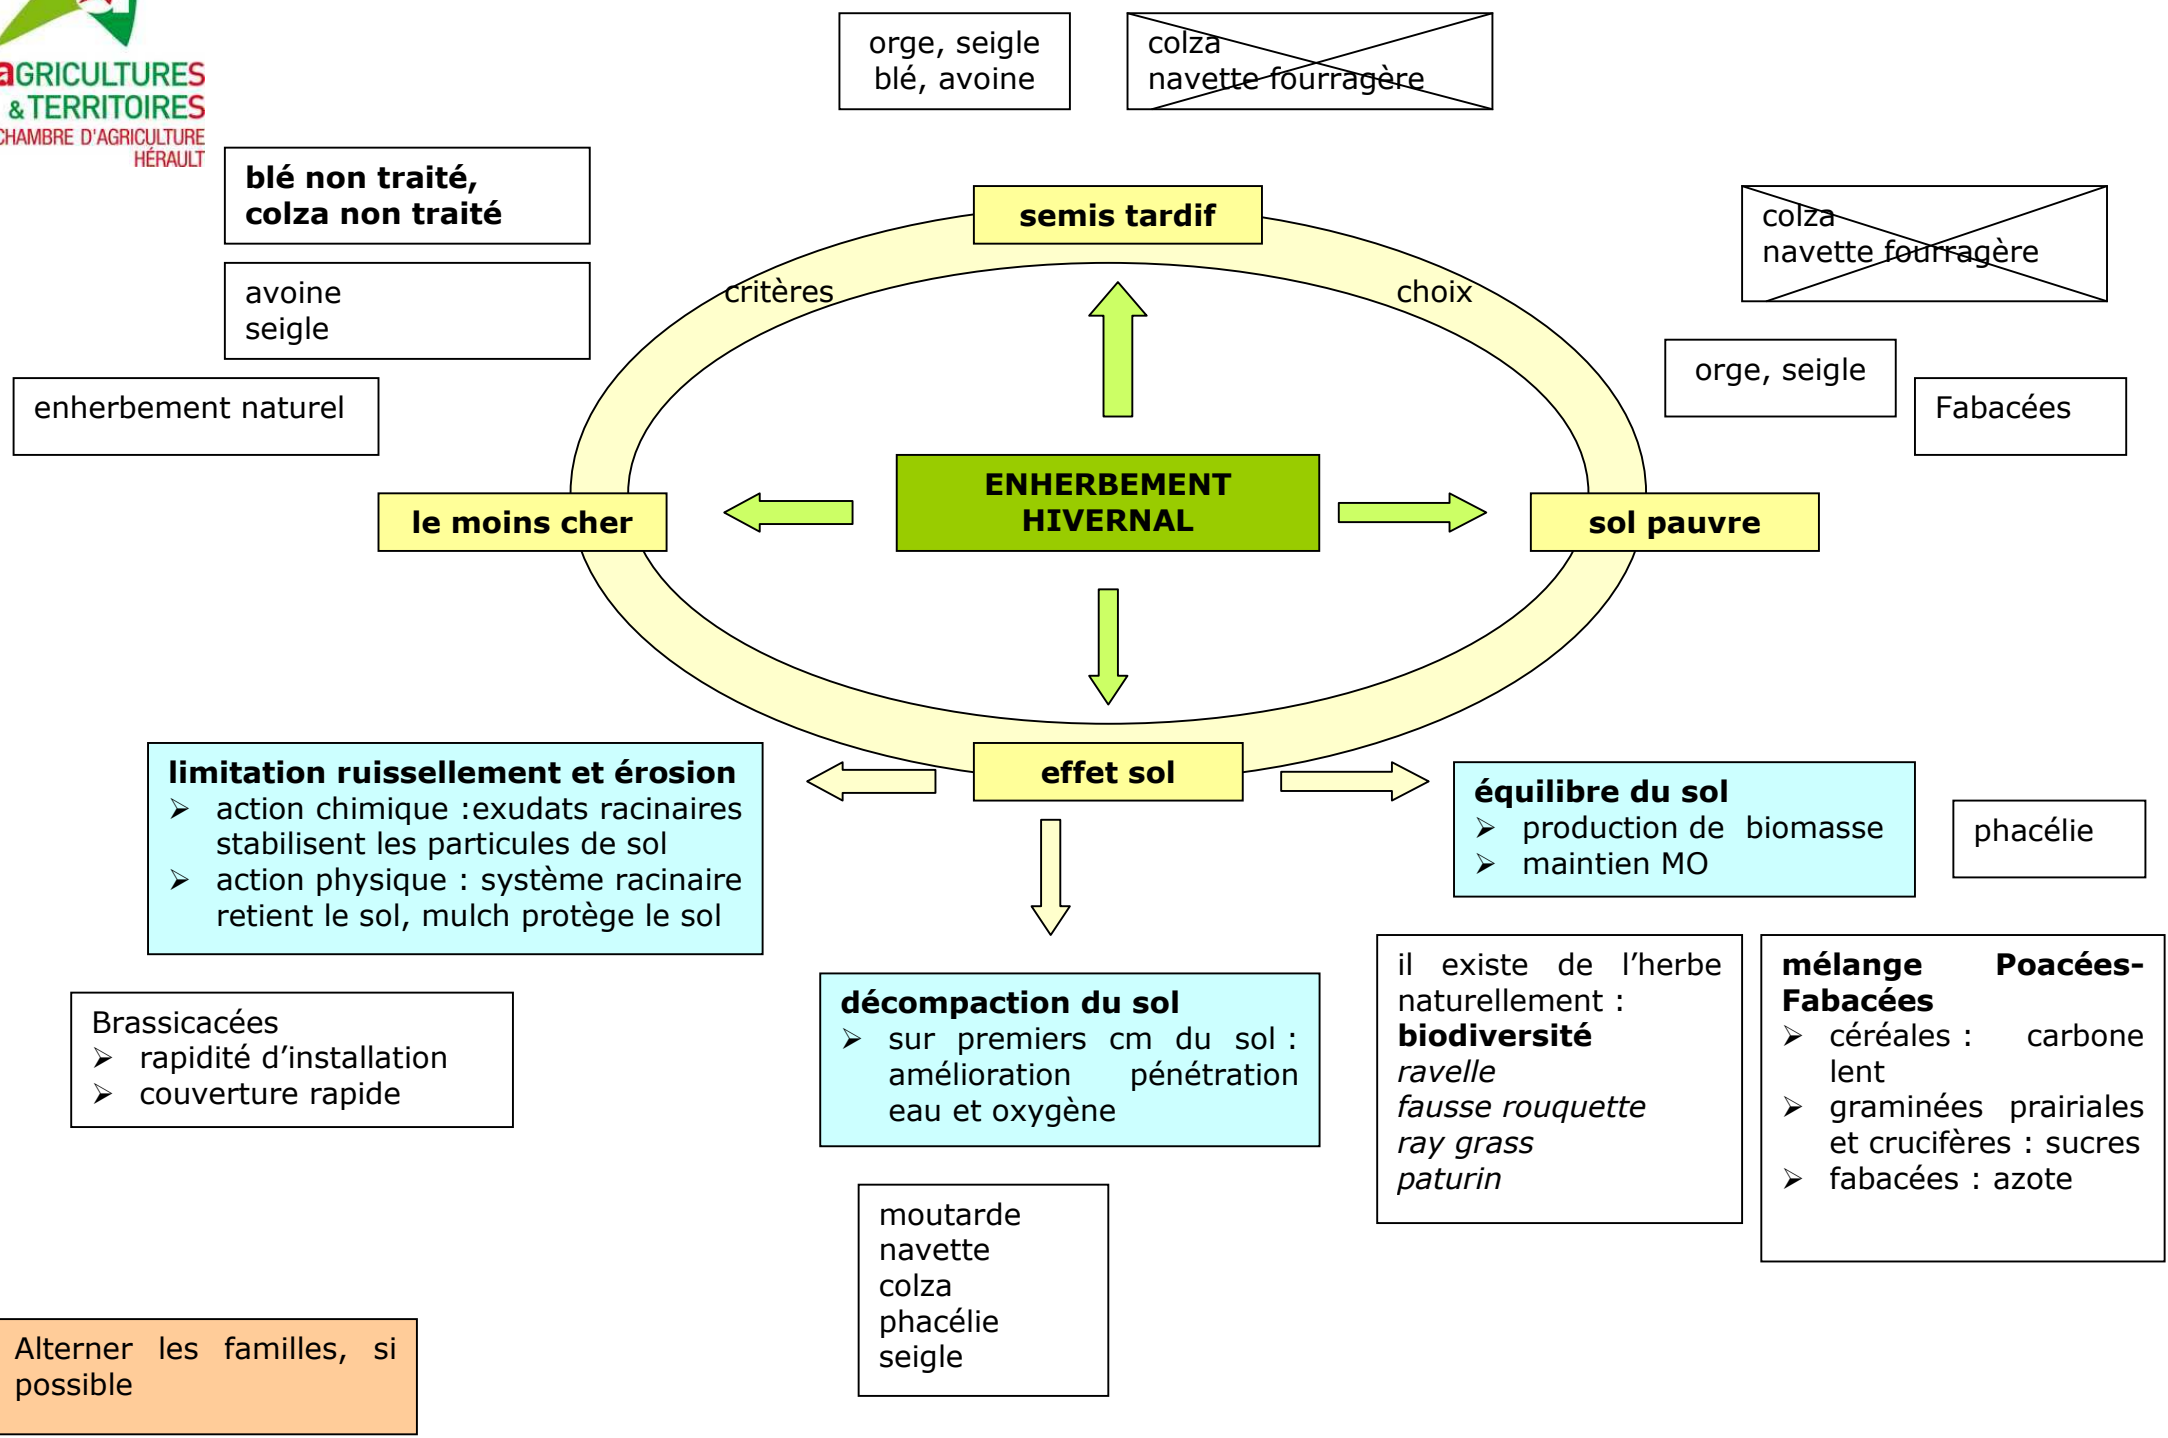 aGRICULTURES
& TERRITOIRES
CHAMBRE D'AGRICULTURE
HÉRAULT
orge, seigle
blé, avoine
colza
navette fourragère
blé non traité,
colza non traité
semis tardif
colza
navette fourragère
avoine
seigle
critères
choix
orge, seigle
Fabacées
enherbement naturel
ENHERBEMENT
HIVERNAL
le moins cher
sol pauvre
effet sol
limitation ruissellement et érosion
➢ action chimique :exudats racinaires
stabilisent les particules de sol
➢ action physique : système racinaire
retient le sol, mulch protège le sol
équilibre du sol
➢ production de biomasse
➢ maintien MO
phacélie
Brassicacées
➢ rapidité d'installation
➢ couverture rapide
décompaction du sol
➢ sur premiers cm du sol :
amélioration pénétration
eau et oxygène
il existe de l'herbe
naturellement :
biodiversité
ravelle
fausse rouquette
ray grass
paturin
mélange Poacées-
Fabacées
➢ céréales : carbone
lent
➢ graminées prairiales
et crucifères : sucres
➢ fabacées : azote
moutarde
navette
colza
phacélie
seigle
Alterner les familles, si
possible